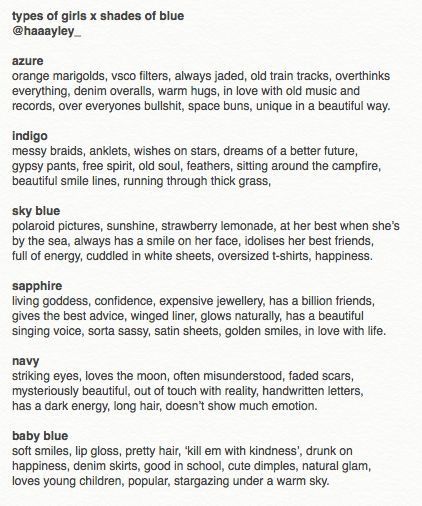 types of girls x shades of blue
@haaayley_
azure
orange marigolds, vsco filters, always jaded, old train tracks, overthinks
everything, denim overalls, warm hugs, in love with old music and
records, over everyones bullshit, space buns, unique in a beautiful way.
indigo
messy braids, anklets, wishes on stars, dreams of a better future,
gypsy pants, free spirit, old soul, feathers, sitting around the campfire,
beautiful smile lines, running through thick grass,
sky blue
polaroid pictures, sunshine, strawberry lemonade, at her best when she’s
by the sea, always has a smile on her face, idolises her best friends,
full of energy, cuddled in white sheets, oversized t-shirts, happiness.
sapphire
living goddess, confidence, expensive jewellery, has a billion friends,
gives the best advice, winged liner, glows naturally, has a beautiful
singing voice, sorta sassy, satin sheets, golden smiles, in love with life.
navy
striking eyes, loves the moon, often misunderstood, faded scars,
mysteriously beautiful, out of touch with reality, handwritten letters,
has a dark energy, long hair, doesn’t show much emotion.
baby blue
soft smiles, lip gloss, pretty hair, ‘kill em with kindness’, drunk on
happiness, denim skirts, good in school, cute dimples, natural glam,
loves young children, popular, stargazing under a warm sky.